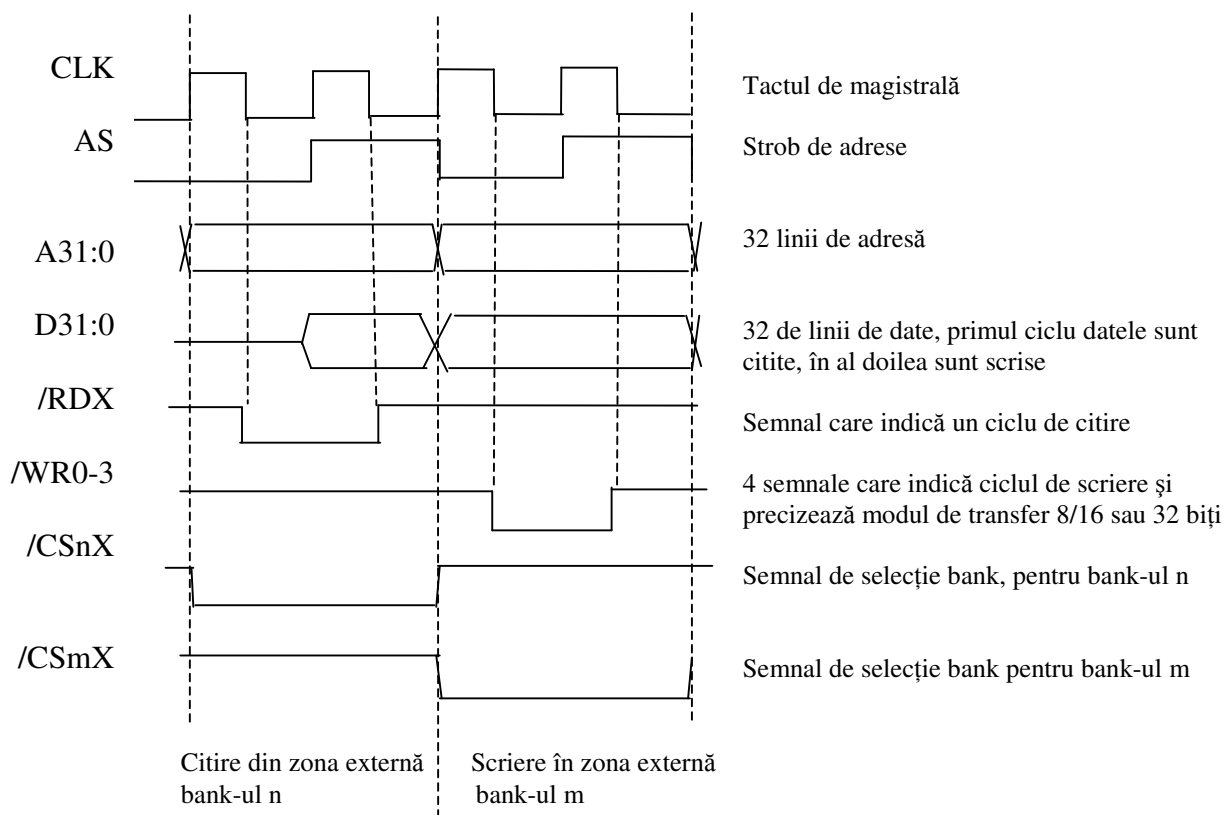 CLK
Tactul de magistrală
AS
Strob de adrese
A31:0
32 linii de adresă
D31:0
32 de linii de date, primul ciclu datele sunt
citite, în al doilea sunt scrise
/RDX
Semnal care indică un ciclu de citire
/WR0-3
4 semnale care indică ciclul de scriere şi
precizează modul de transfer 8/16 sau 32 biţi
/CSnX
Semnal de selecţie bank, pentru bank-ul n
/CSmX
Semnal de selecţie bank pentru bank-ul m
Citire din zona externă
bank-ul n
Scriere în zona externă
bank-ul m